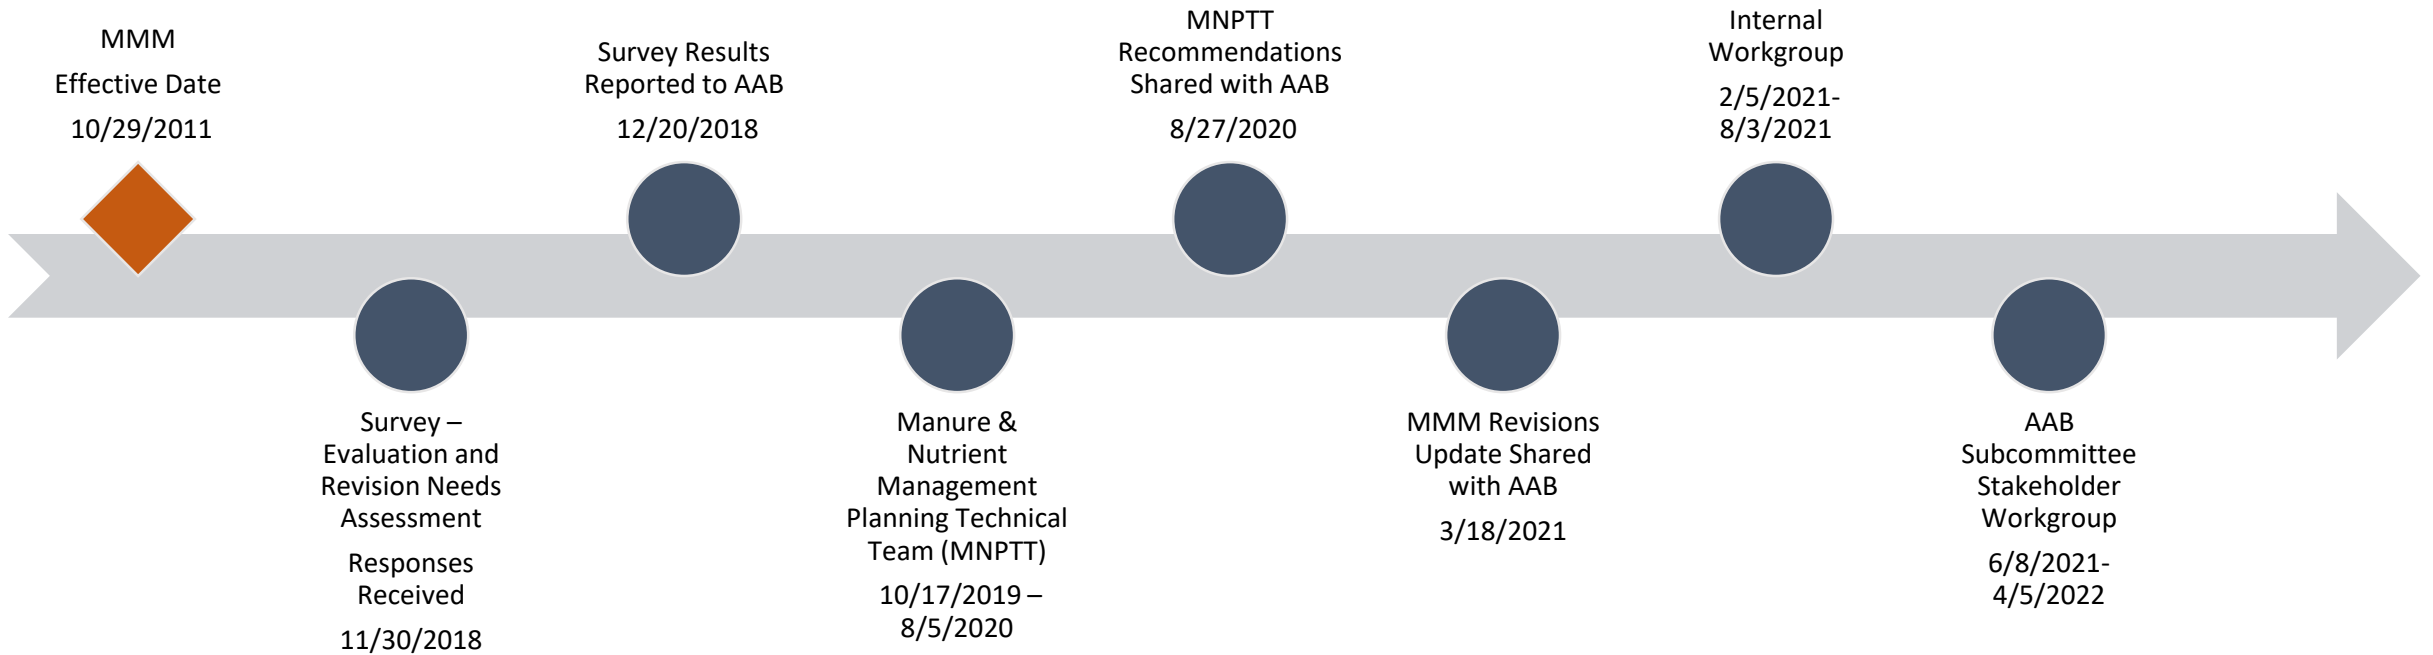 MMM
Effective Date
10/29/2011
Survey –
Evaluation and
Revision Needs
Assessment
Responses
Received
11/30/2018
Survey Results
Reported to AAB
12/20/2018
Manure &
Nutrient
Management
Planning Technical
Team (MNPTT)
10/17/2019 –
8/5/2020
MNPTT
Recommendations
Shared with AAB
8/27/2020
MMM Revisions
Update Shared
with AAB
3/18/2021
Internal
Workgroup
2/5/2021-
8/3/2021
AAB
Subcommittee
Stakeholder
Workgroup
6/8/2021-
4/5/2022